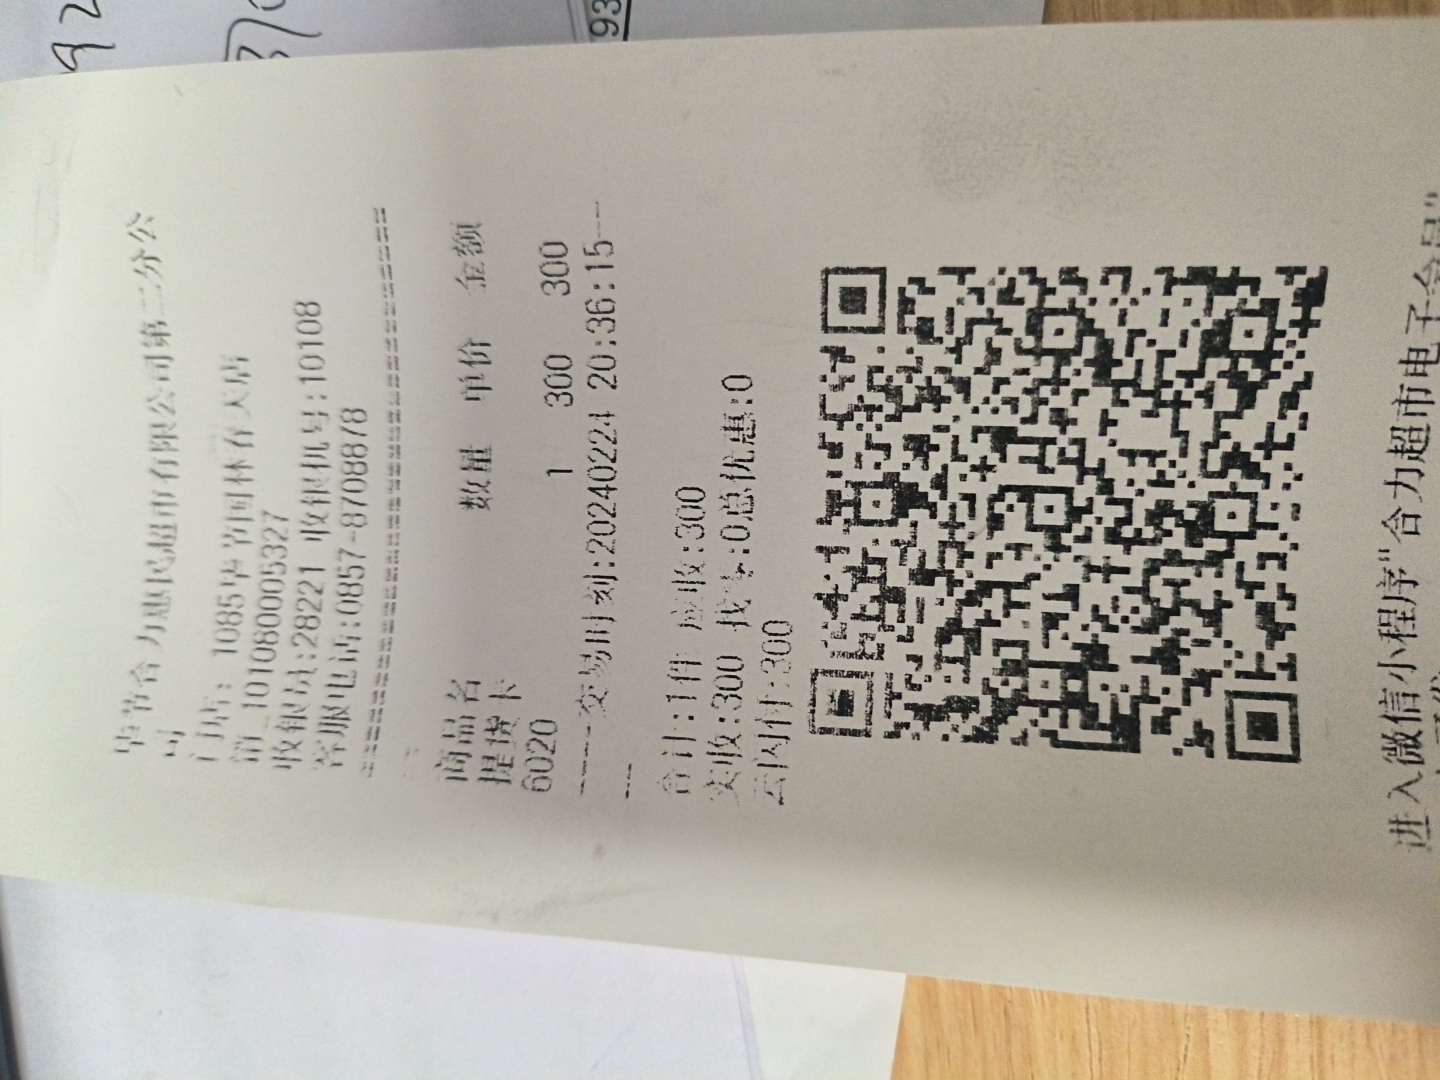 毕节合力惠民超市有限公司第二分公
司
门店: 1085毕节国林春天店
销_101080005327
收银员:28221 收银机号:10108
客服电话:0857-8708878
商品名 数量 单价 金额
提货卡
6020 1 300 300
----交易时刻:20240224 20:36:15---
---
合计:1件 应收:300
实收:300 找零:0总优惠:0
云闪付:300
进入微信小程序“合力超市电子会员”